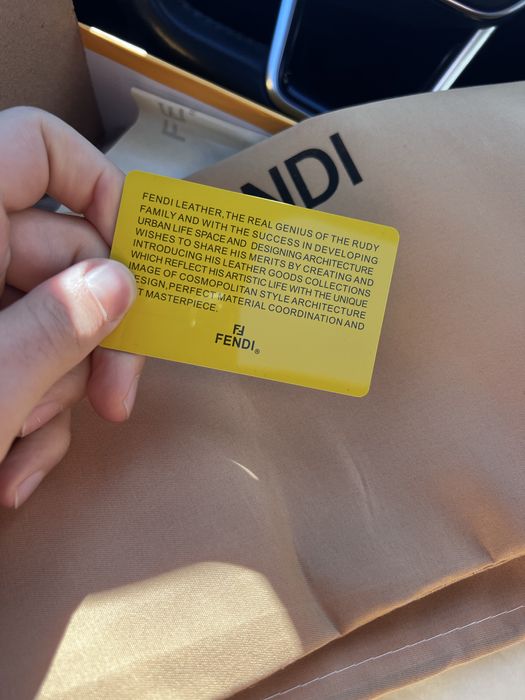 FE
NDI
FENDI LEATHER,THE REAL GENIUS OF THE RUDY
FAMILY AND WITH THE SUCCESS IN DEVELOPING
URBAN LIFE SPACE AND DESIGNING ARCHITECTURE
WISHES TO SHARE HIS MERITS BY CREATING AND
INTRODUCING HIS LEATHER GOODS COLLECTIONS
WHICH REFLECT HIS ARTISTIC LIFE WITH THE UNIQUE
IMAGE OF COSMOPOLITAN STYLE ARCHITECTURE
ESIGN,PERFECT MATERIAL COORDINATION AND
T MASTERPIECE.
FENDI®